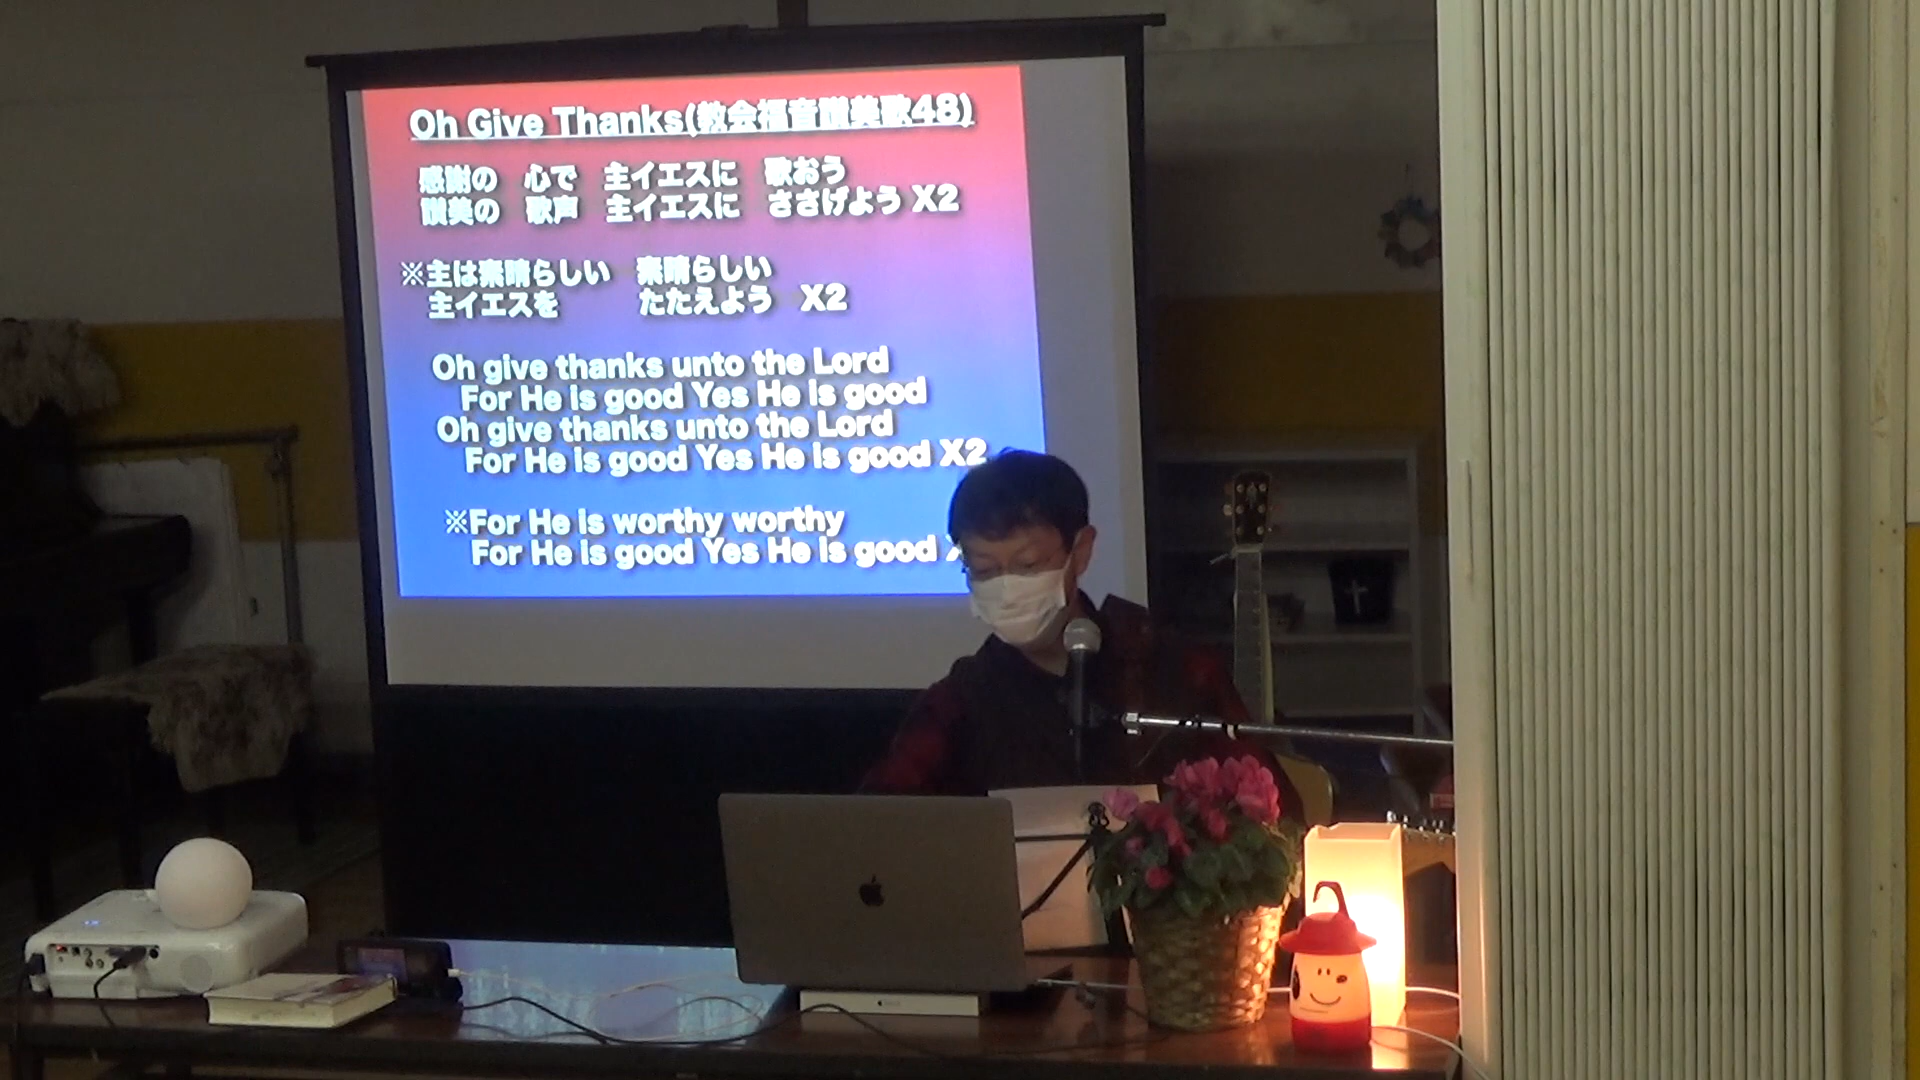 Oh Give Thanks(教会福音讃美歌48)
感謝の 心で 主イエスに 歌おう
讃美の 歌声 主イエスに ささげよう X2
※主は素晴らしい 素晴らしい
主イエスを たたえよう X2
Oh give thanks unto the Lord
For He is good Yes He is good
Oh give thanks unto the Lord
For He is good Yes He is good X2
※For He is worthy worthy
For He is good Yes He is good